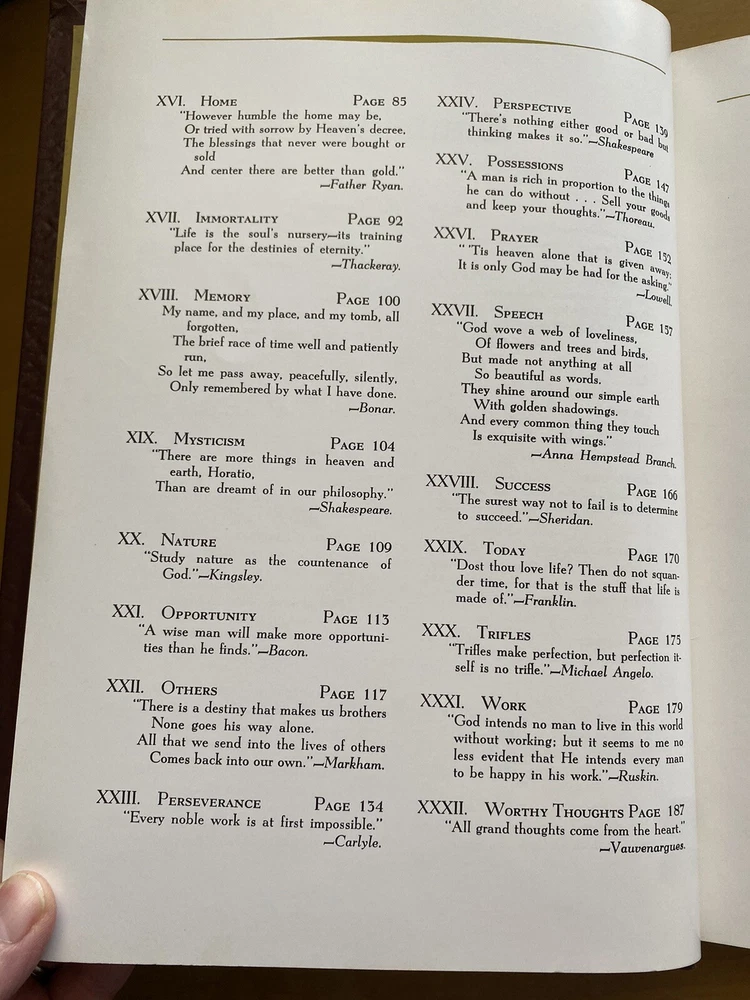 XVI. Home Page 85
"However humble the home may be,
Or tried with sorrow by Heaven's decree,
The blessings that never were bought or
sold
And center there are better than gold."
—Father Ryan.
XVII. Immortality Page 92
"Life is the soul's nursery—its training
place for the destinies of eternity."
—Thackeray.
XVIII. Memory Page 100
My name, and my place, and my tomb, all
forgotten,
The brief race of time well and patiently
run,
So let me pass away, peacefully, silently,
Only remembered by what I have done.
—Bonar.
XIX. Mysticism Page 104
"There are more things in heaven and
earth, Horatio,
Than are dreamt of in our philosophy."
—Shakespeare.
XX. Nature Page 109
"Study nature as the countenance of
God."—Kingsley.
XXI. Opportunity Page 113
"A wise man will make more opportuni-
ties than he finds."—Bacon.
XXII. Others Page 117
"There is a destiny that makes us brothers
None goes his way alone.
All that we send into the lives of others
Comes back into our own."—Markham.
XXIII. Perseverance Page 134
"Every noble work is at first impossible."
—Carlyle.
XXIV. Perspective Page 139
"There's nothing either good or bad but
thinking makes it so."—Shakespeare
XXV. Possessions Page 147
"A man is rich in proportion to the things
he can do without . . . Sell your goods
and keep your thoughts."—Thoreau.
XXVI. Prayer Page 152
" 'Tis heaven alone that is given away;
It is only God may be had for the asking."
—Lowell.
XXVII. Speech Page 157
"God wove a web of loveliness,
Of flowers and trees and birds,
But made not anything at all
So beautiful as words.
They shine around our simple earth
With golden shadowings.
And every common thing they touch
Is exquisite with wings."
—Anna Hempstead Branch.
XXVIII. Success Page 166
"The surest way not to fail is to determine
to succeed."—Sheridan.
XXIX. Today Page 170
"Dost thou love life? Then do not squan-
der time, for that is the stuff that life is
made of."—Franklin.
XXX. Trifles Page 175
"Trifles make perfection, but perfection it-
self is no trifle."—Michael Angelo.
XXXI. Work Page 179
"God intends no man to live in this world
without working; but it seems to me no
less evident that He intends every man
to be happy in his work."—Ruskin.
XXXII. Worthy Thoughts Page 187
"All grand thoughts come from the heart."
—Vauvenargues.